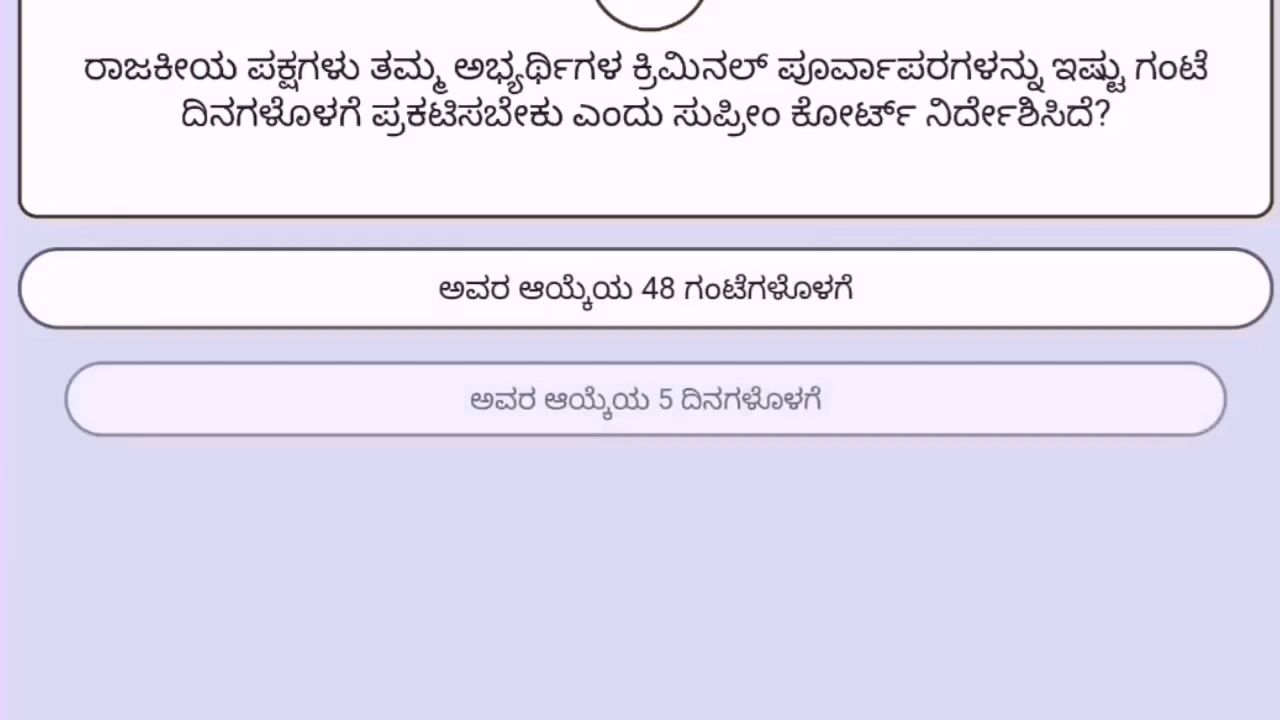 ರಾಜಕೀಯ ಪಕ್ಷಗಳು ತಮ್ಮ ಅಭ್ಯರ್ಥಿಗಳ ಕ್ರಿಮಿನಲ್ ಪೂರ್ವಾಪರಗಳನ್ನು ಇಷ್ಟು ಗಂಟೆ
ದಿನಗಳೊಳಗೆ ಪ್ರಕಟಿಸಬೇಕು ಎಂದು ಸುಪ್ರೀಂ ಕೋರ್ಟ್ ನಿರ್ದೇಶಿಸಿದೆ?
ಅವರ ಆಯ್ಕೆಯ 48 ಗಂಟೆಗಳೊಳಗೆ
ಅವರ ಆಯ್ಕೆಯ 5 ದಿನಗಳೊಳಗೆ